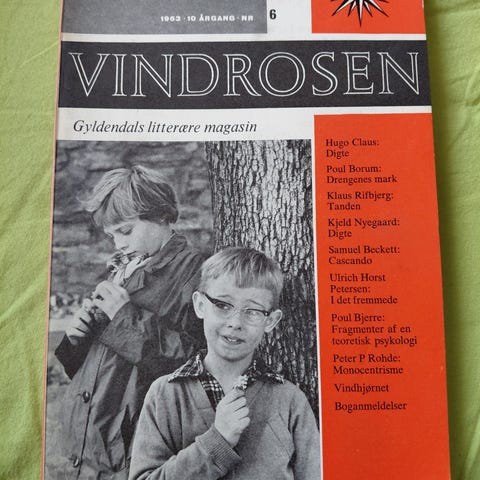 1963 · 10 ÅRGANG · NR 6
VINDROSEN
Gyldendals litterære magasin
Hugo Claus:
Digte
Poul Borum:
Drengenes mark
Klaus Rifbjerg:
Tanden
Kjeld Nyegaard:
Digte
Samuel Beckett:
Cascando
Ulrich Horst
Petersen:
I det fremmede
Poul Bjerre:
Fragmenter af en
teoretisk psykologi
Peter P Rohde:
Monocentrisme
Vindhjørnet
Boganmeldelser